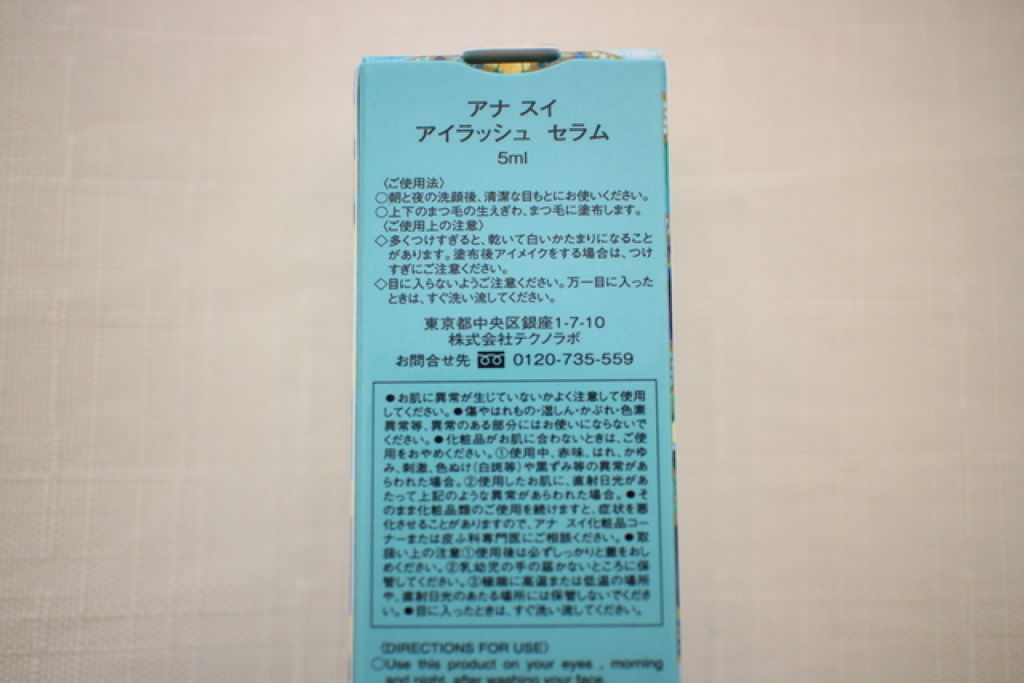 アナ スイ
アイラッシュ セラム
5ml
〈ご使用法〉
○朝と夜の洗顔後、清潔な目もとにお使いください。
○上下のまつ毛の生えぎわ、まつ毛に塗布します。
〈ご使用上の注意〉
◇多くつけすぎると、乾いて白いかたまりになること
があります。塗布後アイメイクをする場合は、つけ
すぎにご注意ください。
◇目に入らないようご注意ください。万一目に入った
ときは、すぐ洗い流してください。
東京都中央区銀座1-7-10
株式会社テクノラボ
お問合せ先 0120-735-559
●お肌に異常が生じていないかよく注意して使用
してください。●傷やはれもの・湿しん・かぶれ・色素
異常等、異常のある部分にはお使いにならないで
ください。●化粧品がお肌に合わないときは、ご使
用をおやめください。①使用中、赤味、はれ、かゆ
み、刺激、色ぬけ(白斑等)や黒ずみ等の異常があ
らわれた場合。②使用したお肌に、直射日光があ
たって上記のような異常があらわれた場合。●そ
のまま化粧品類のご使用を続けますと、症状を悪
化させることがありますので、アナ スイ化粧品コー
ナーまたは皮ふ科専門医にご相談ください。●取
扱い上の注意①使用後は必ずしっかりと蓋をおし
めください。②乳幼児の手の届かないところに保
管してください。③極端に高温または低温の場所
や、直射日光のあたる場所には保管しないでくださ
い。●目に入ったときは、すぐ洗い流してください。
〈DIRECTIONS FOR USE〉
○Use this product on your eyes , morning
and night, after washing your face.